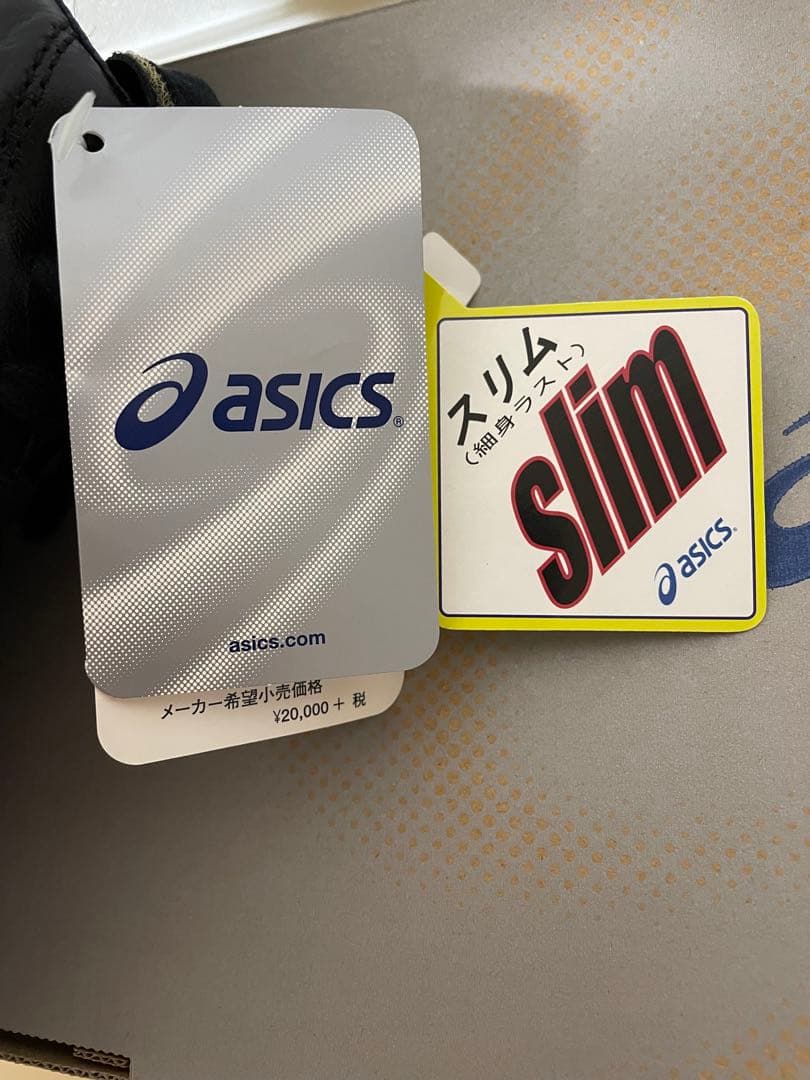 asics®
asics.com
メーカー希望小売価格
¥20,000 + 税
スリム
(細身ラスト)
slim
asics®